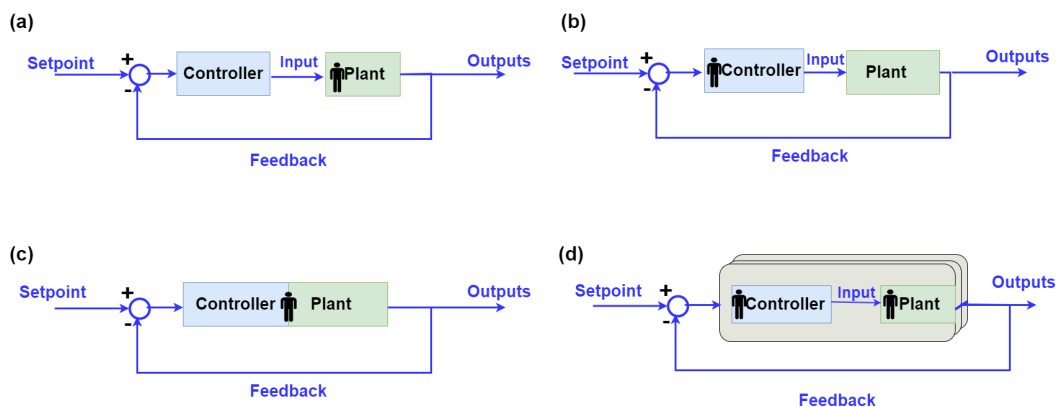 (a)
Setpoint
+
-
Controller
Input
Plant
Outputs
Feedback
(b)
Setpoint
+
-
Controller
Input
Plant
Outputs
Feedback
(c)
Setpoint
+
-
Controller
Plant
Outputs
Feedback
(d)
Setpoint
+
-
Controller
Input
Plant
Outputs
Feedback